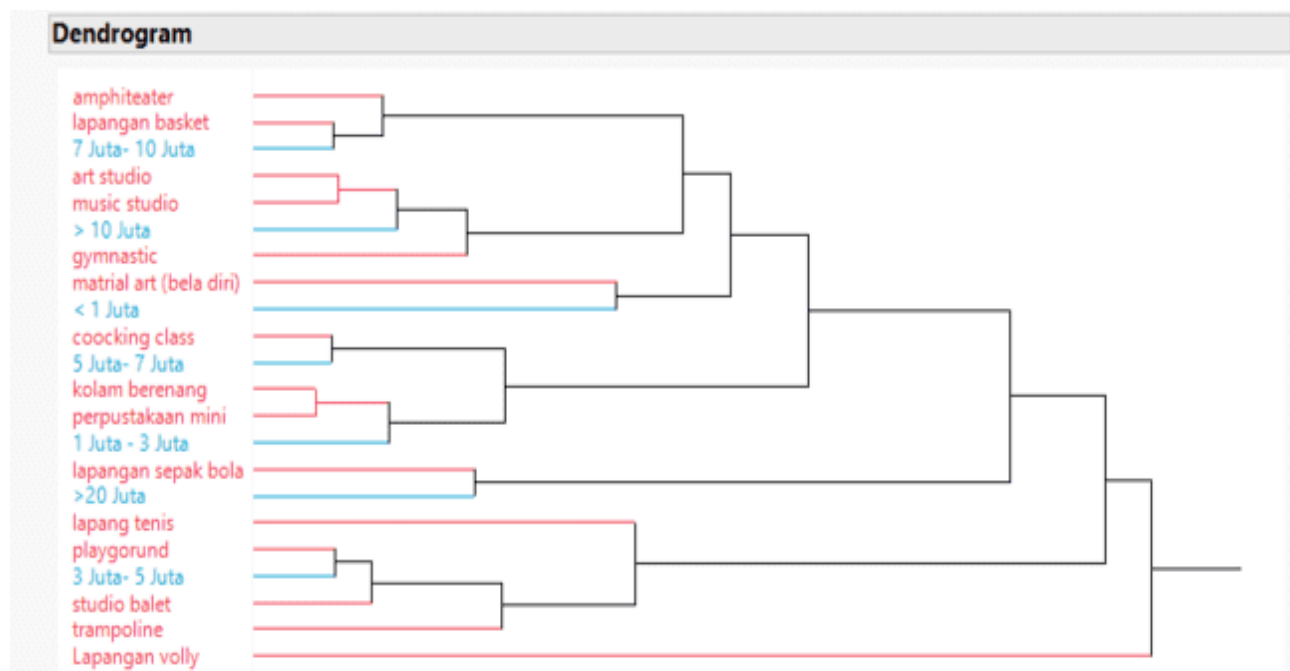 Dendrogram
amphiteater
lapangan basket
7 Juta- 10 Juta
art studio
music studio
> 10 Juta
gymnastic
matrial art (bela diri)
< 1 Juta
coocking class
5 Juta- 7 Juta
kolam berenang
perpustakaan mini
1 Juta - 3 Juta
lapangan sepak bola
>20 Juta
lapang tenis
playgorund
3 Juta- 5 Juta
studio balet
trampoline
Lapangan volly